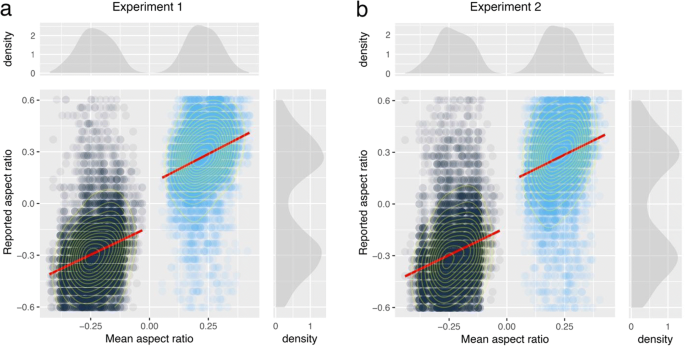 a
Experiment 1
density
2
1
0
Reported aspect ratio
0.6
0.3
0.0
−0.3
−0.6
−0.25
0.00
0.25
Mean aspect ratio
0
1
density
b
Experiment 2
density
2
1
0
Reported aspect ratio
0.6
0.3
0.0
−0.3
−0.6
−0.25
0.00
0.25
Mean aspect ratio
0
1
density